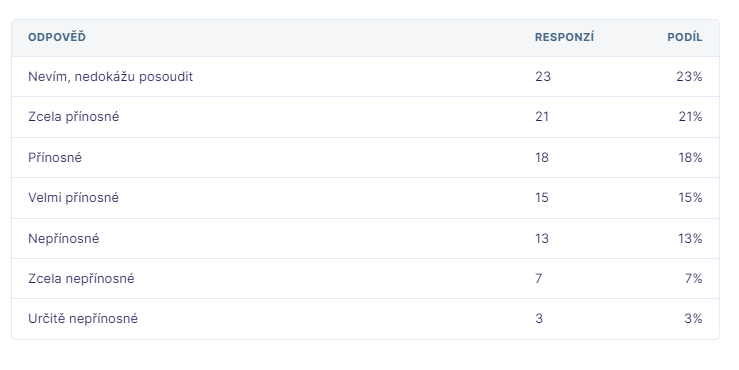 ODPOVĚĎ RESPONZÍ PODÍL
Nevím, nedokážu posoudit 23 23%
Zcela přínosné 21 21%
Přínosné 18 18%
Velmi přínosné 15 15%
Nepřínosné 13 13%
Zcela nepřínosné 7 7%
Určitě nepřínosné 3 3%